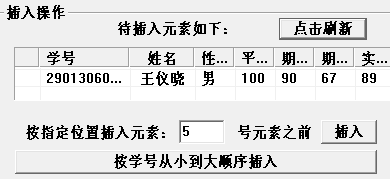 插入操作
待插入元素如下： 点击刷新
学号 姓名 性... 平... 期... 期... 实...
29013060... 王仪晓 男 100 90 67 89
按指定位置插入元素： 5 号元素之前 插入
按学号从小到大顺序插入